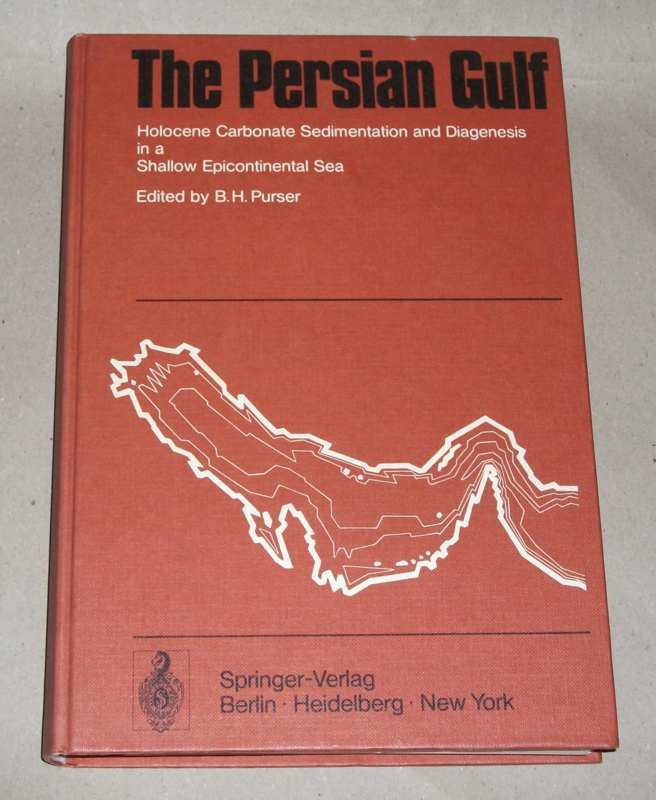 The Persian Gulf
Holocene Carbonate Sedimentation and Diagenesis
in a
Shallow Epicontinental Sea
Edited by B. H. Purser
Springer-Verlag
Berlin · Heidelberg · New York